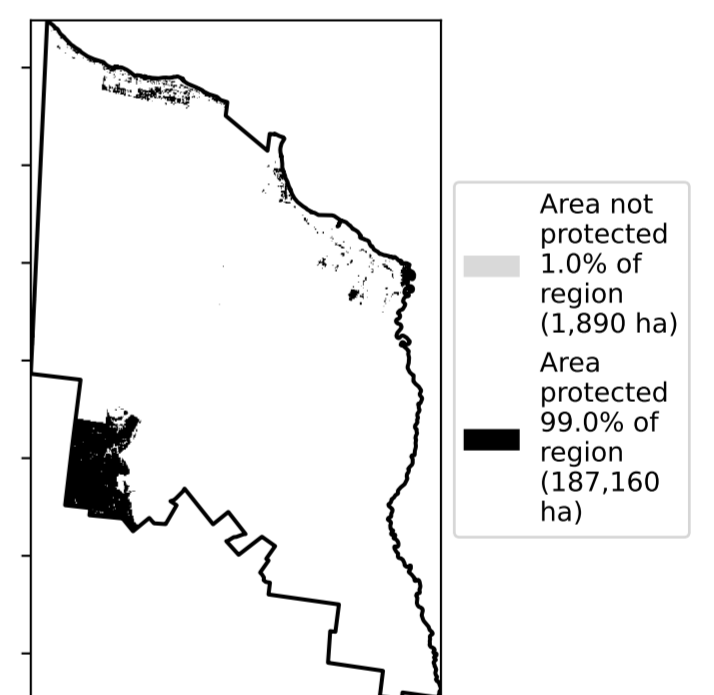 Area not
protected
1.0% of
region
(1,890 ha)
Area
protected
99.0% of
region
(187,160
ha)